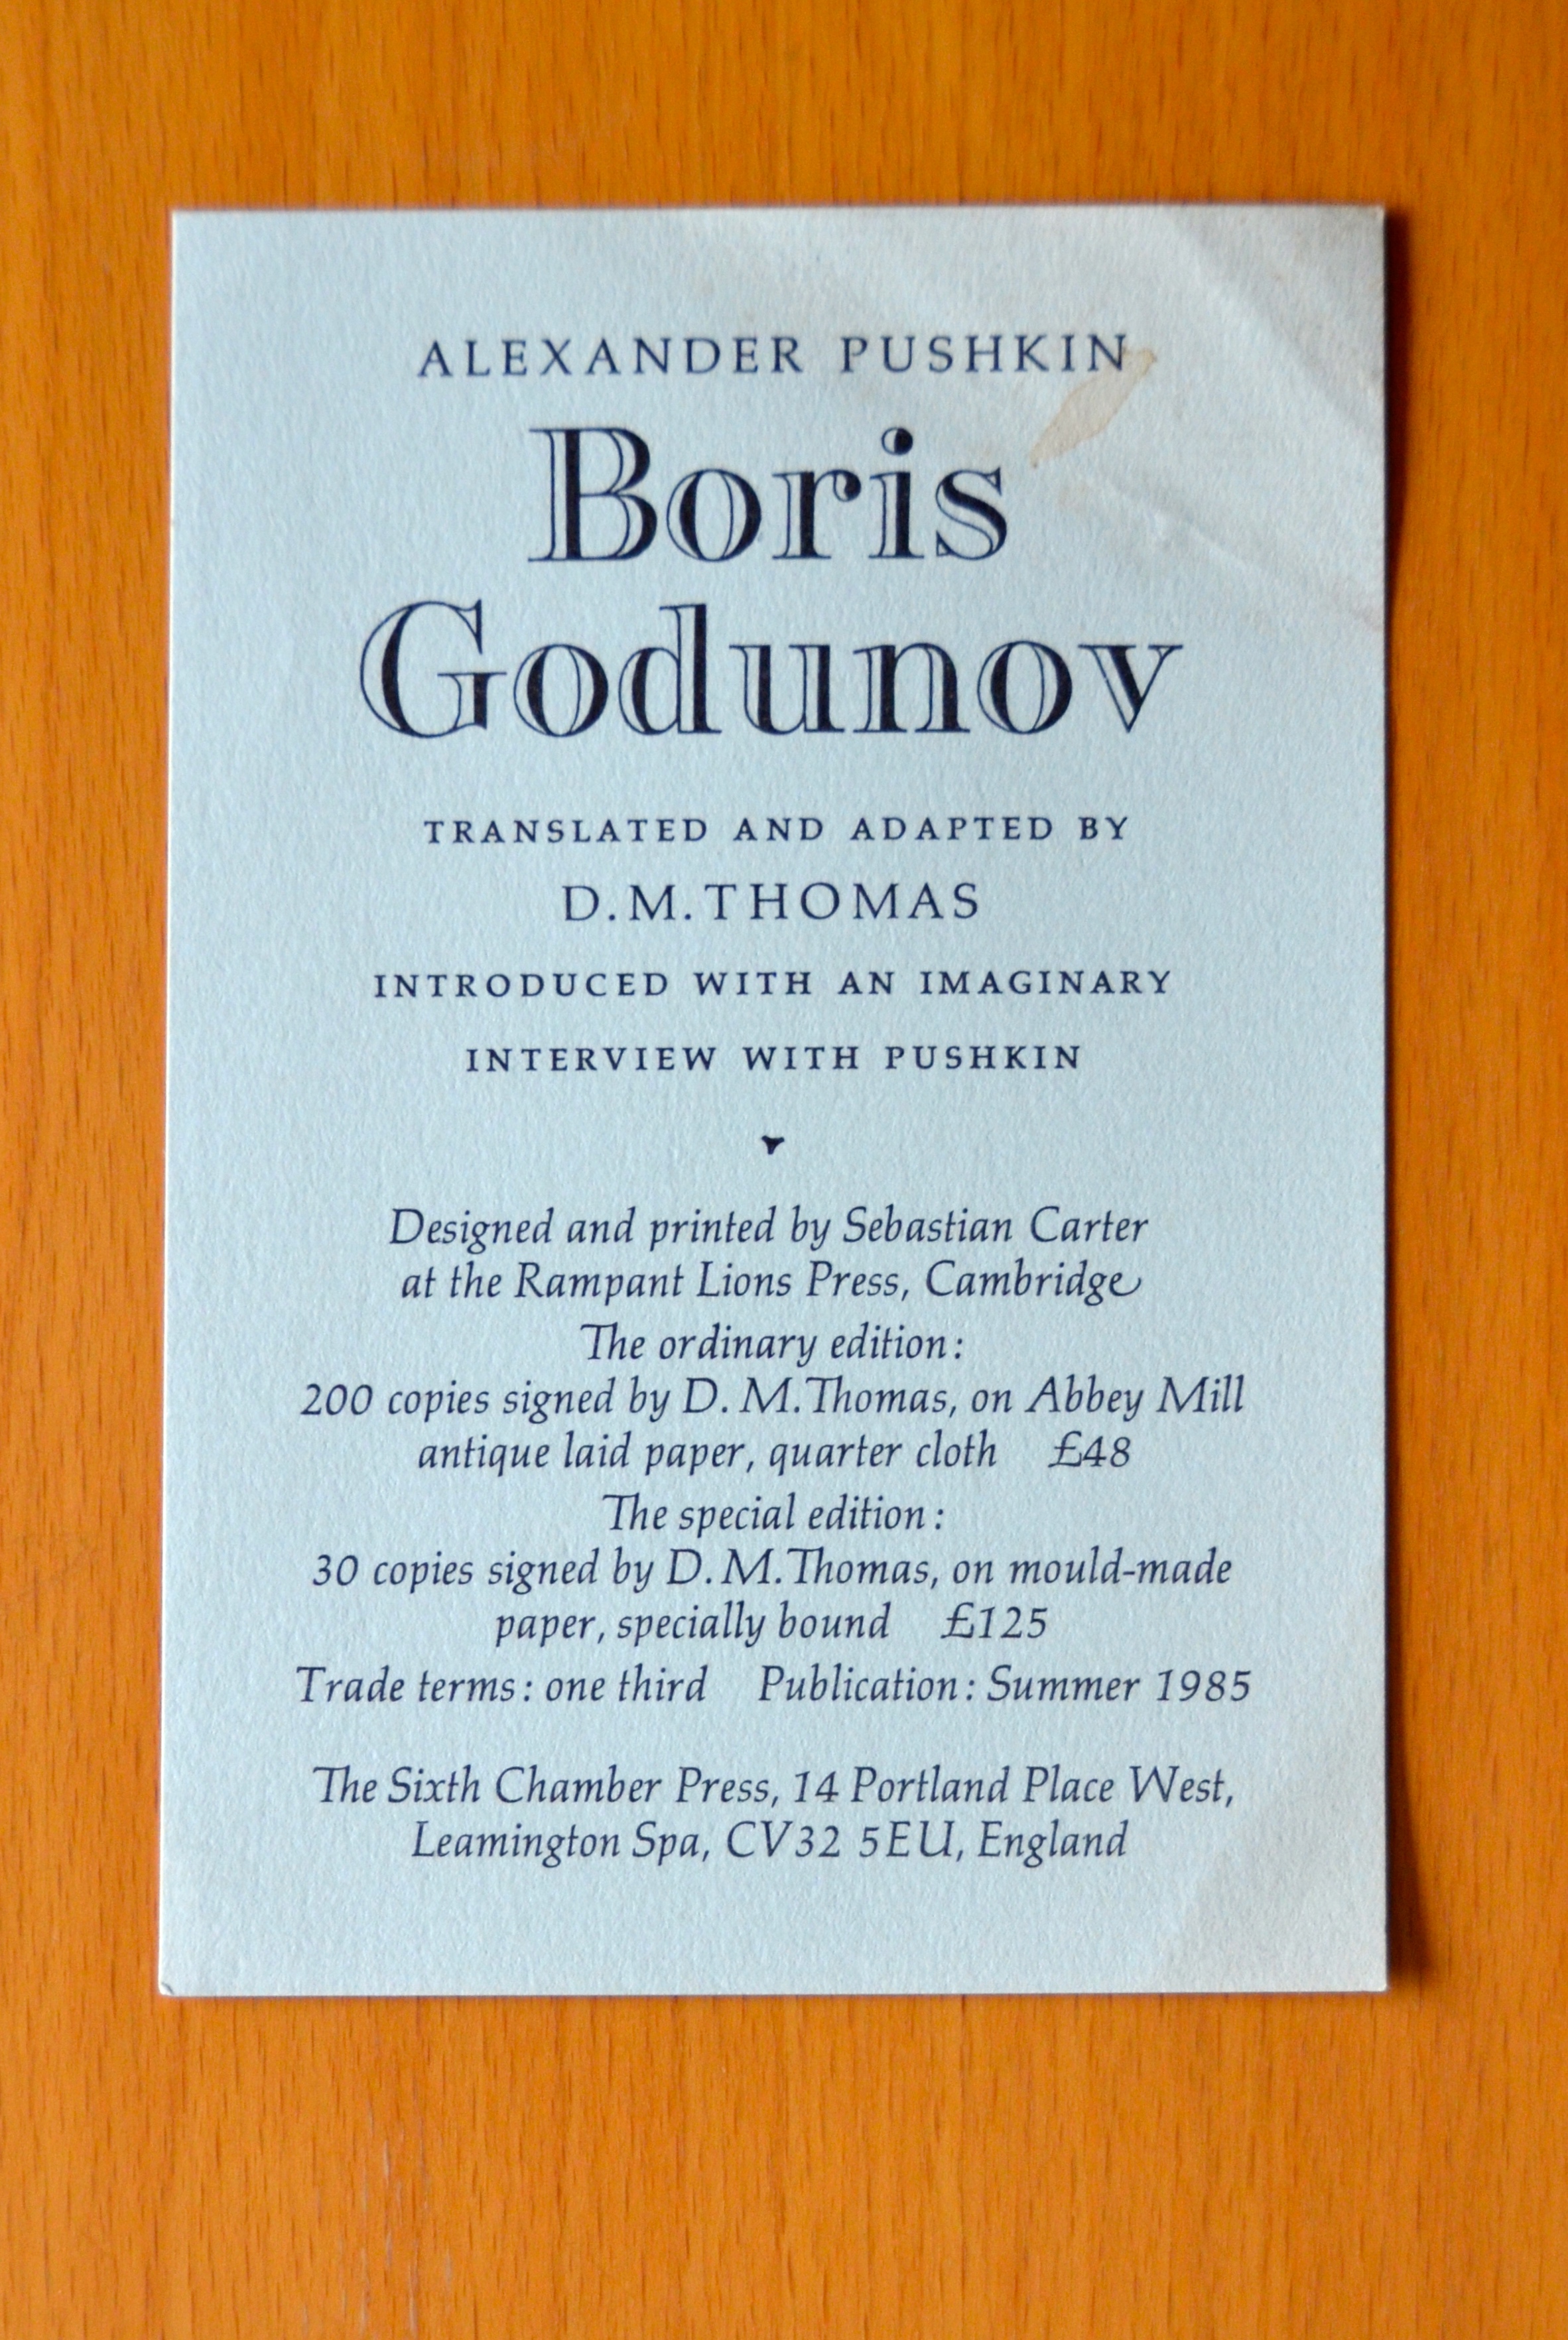 ALEXANDER PUSHKIN
Boris
Godunov
TRANSLATED AND ADAPTED BY
D.M.THOMAS
INTRODUCED WITH AN IMAGINARY
INTERVIEW WITH PUSHKIN
Designed and printed by Sebastian Carter
at the Rampant Lions Press, Cambridge
The ordinary edition:
200 copies signed by D. M. Thomas, on Abbey Mill
antique laid paper, quarter cloth £48
The special edition:
30 copies signed by D. M. Thomas, on mould-made
paper, specially bound £125
Trade terms: one third Publication: Summer 1985
The Sixth Chamber Press, 14 Portland Place West,
Leamington Spa, CV32 5EU, England